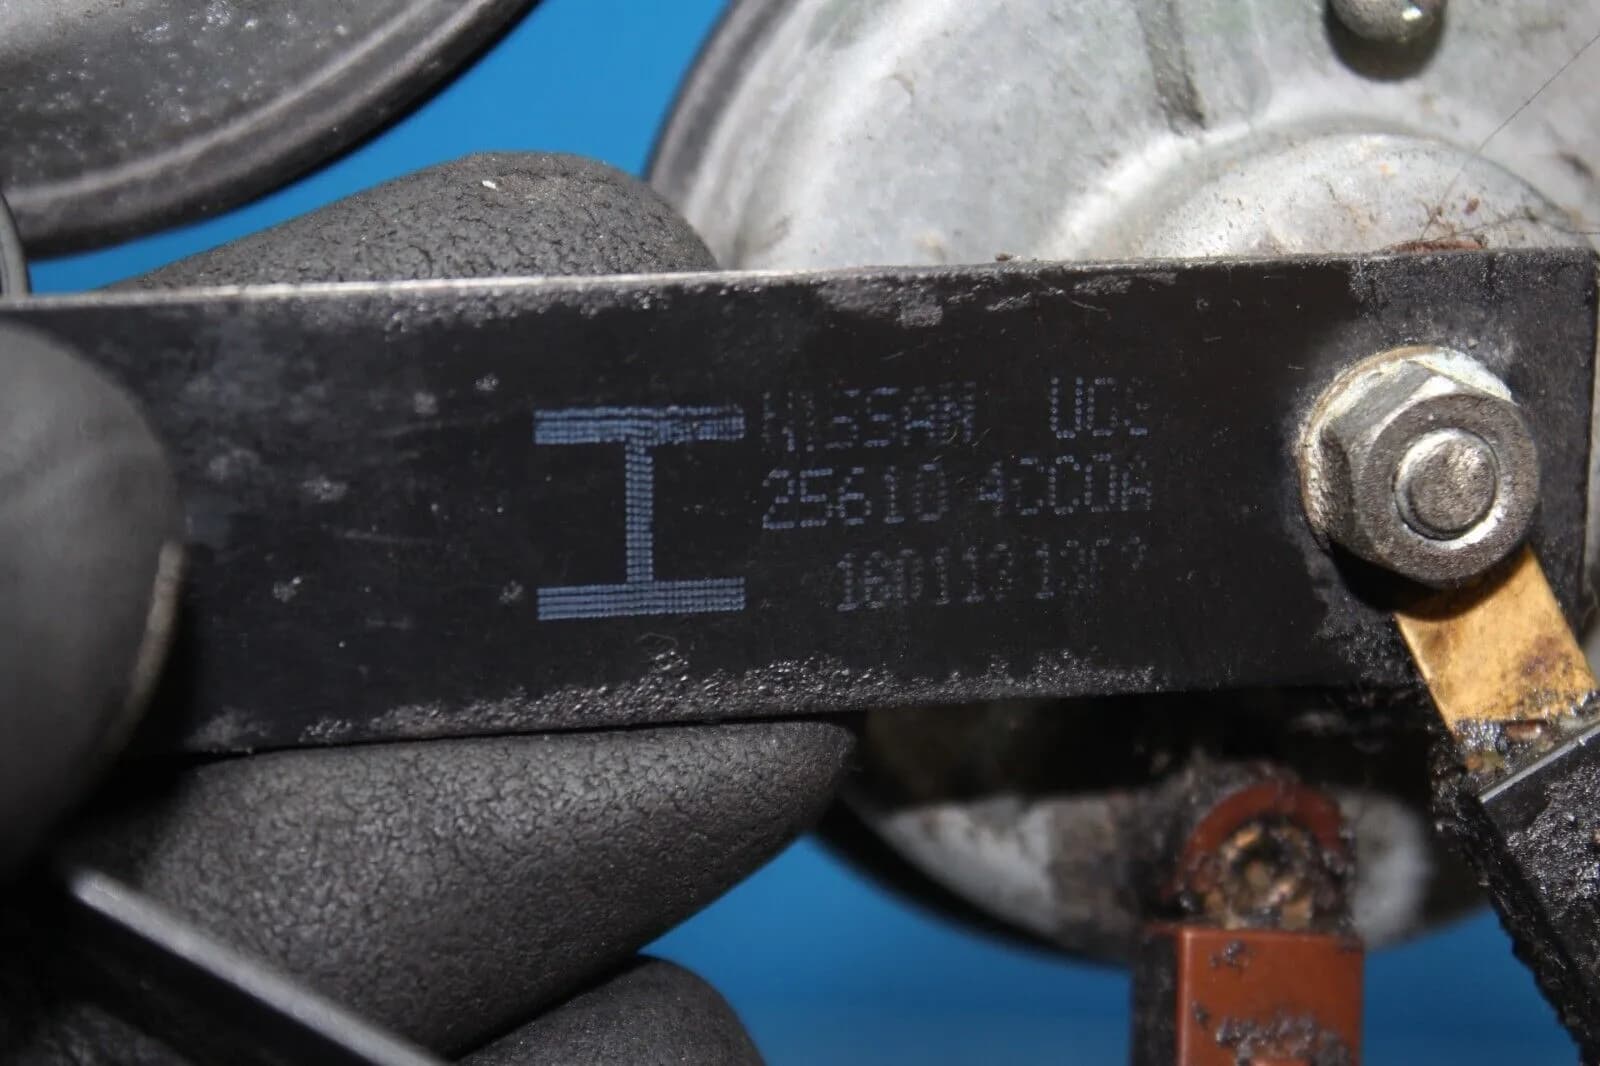 I
NISSAN UCC
25610 4CC0A